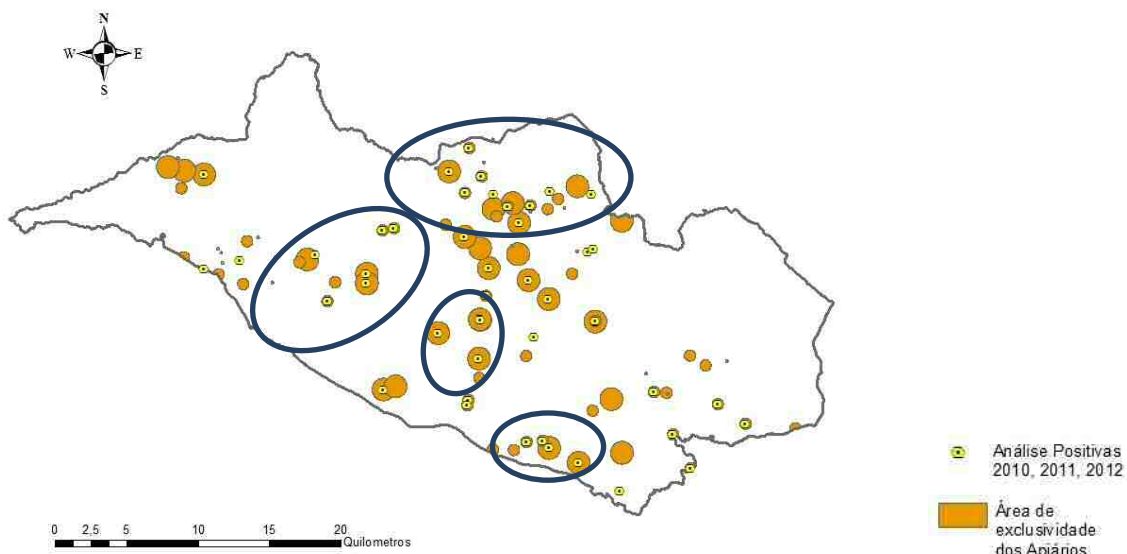 N
W E
S
Análise Positivas
2010, 2011, 2012
Área de
exclusividade
dos Apiários
0 2,5 5 10 15 20
Quilometros